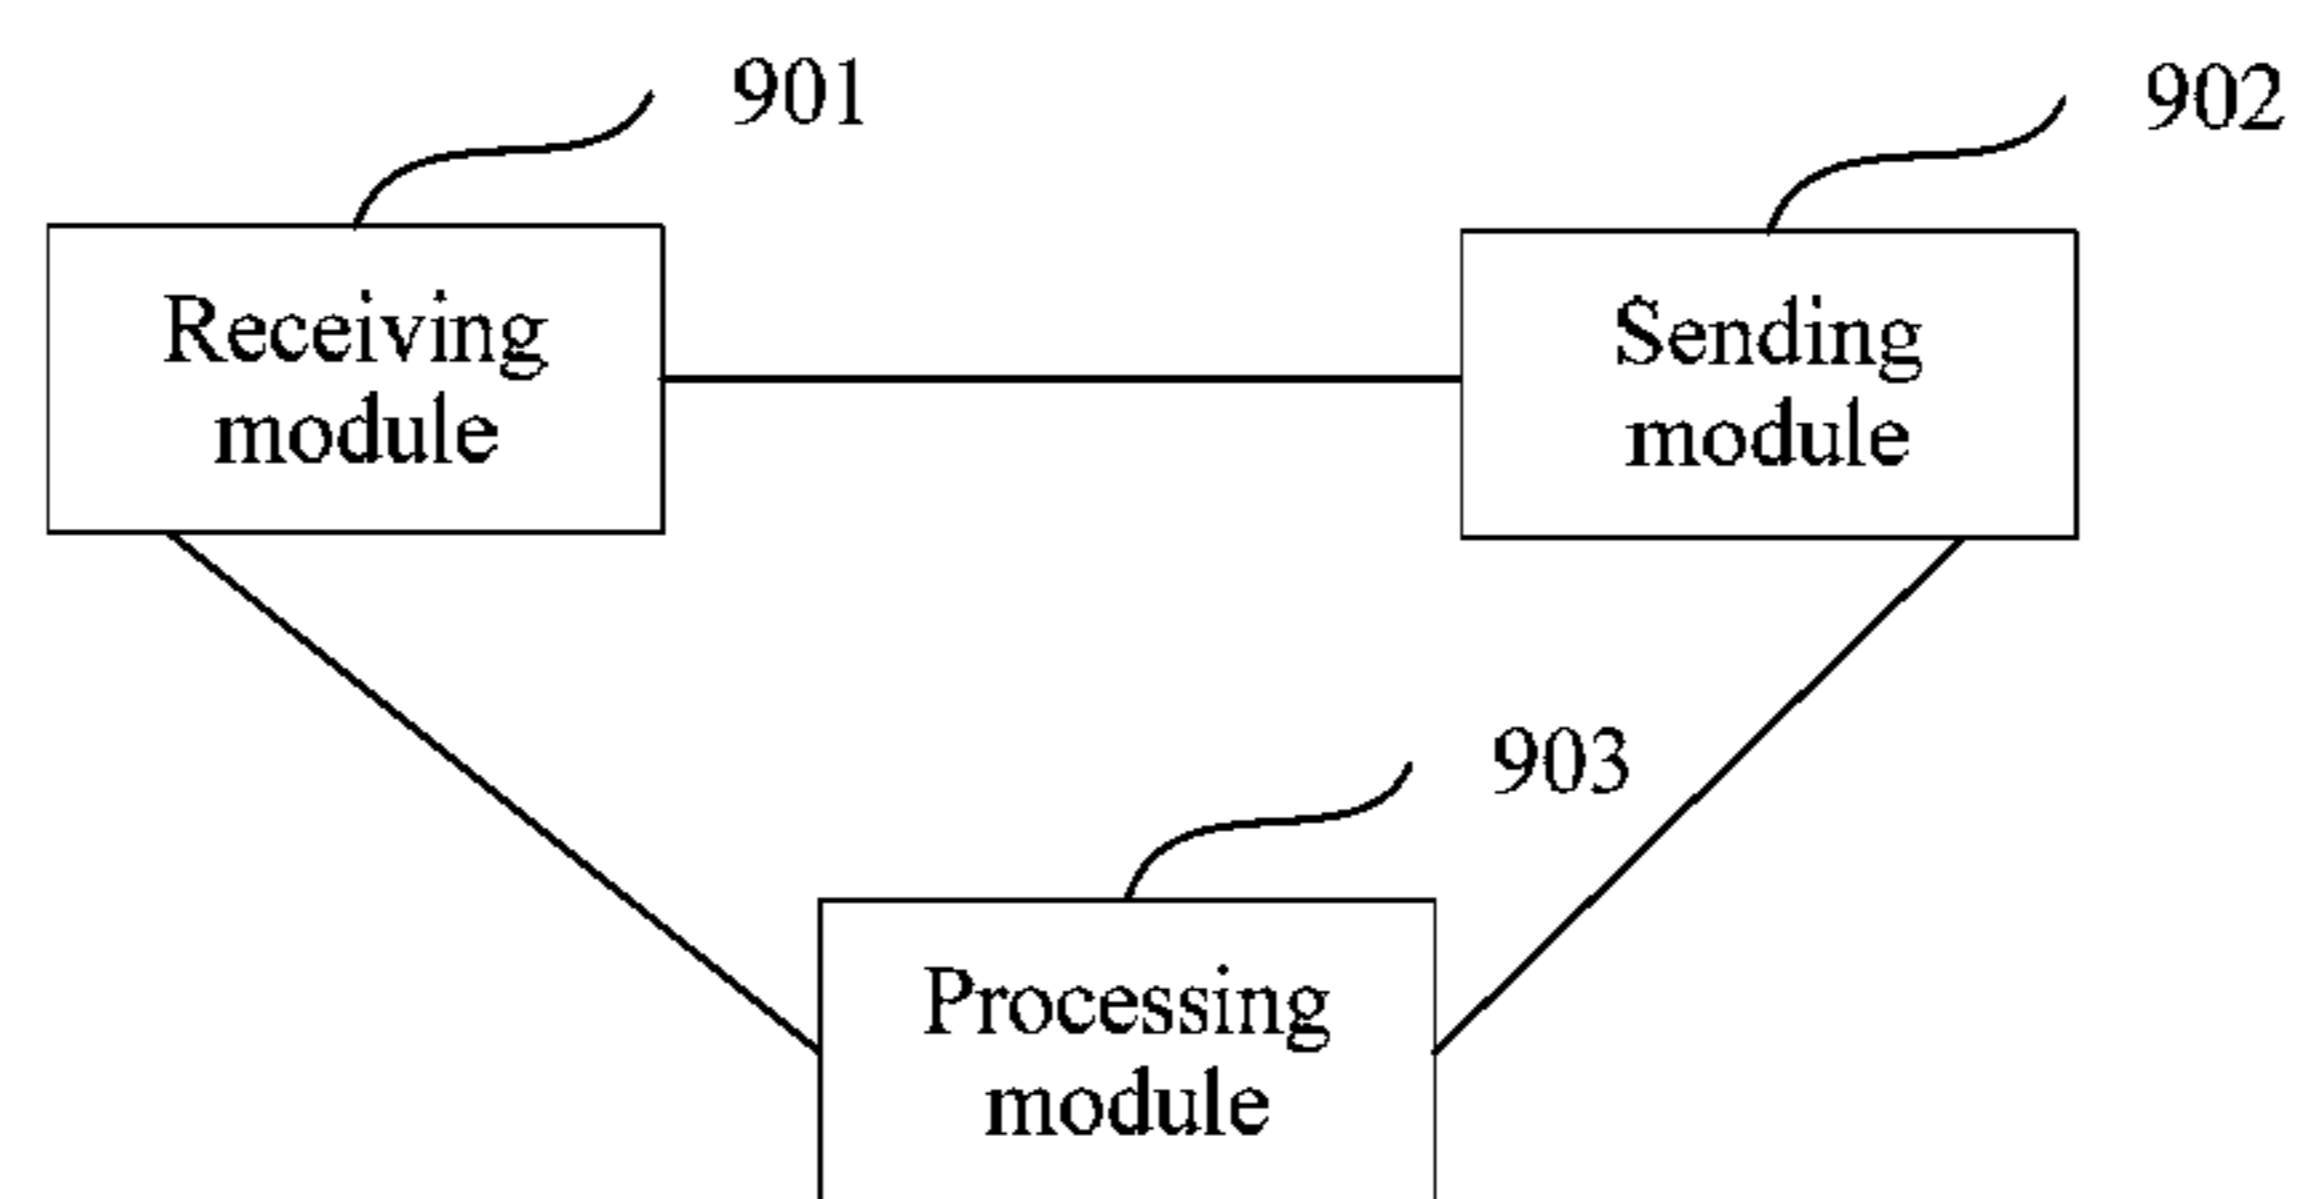 901
902
Receiving
module
Sending
module
903
Processing
module